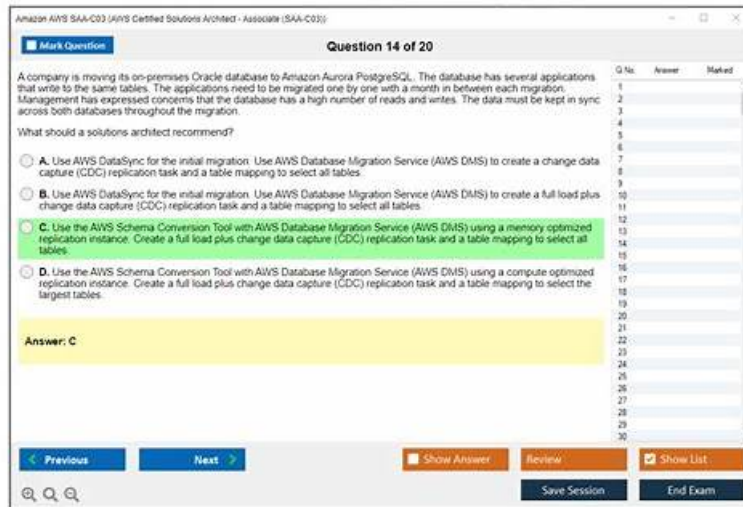 Amazon AWS SAA-C03 (AWS Certified Solutions Architect - Associate (SAA-C03))
Mark Question
Question 14 of 20
A company is moving its on-premises Oracle database to Amazon Aurora PostgreSQL. The database has several applications
that write to the same tables. The applications need to be migrated one by one with a month in between each migration.
Management has expressed concerns that the database has a high number of reads and writes. The data must be kept in sync
across both databases throughout the migration.
What should a solutions architect recommend?
A. Use AWS DataSync for the initial migration. Use AWS Database Migration Service (AWS DMS) to create a change data
capture (CDC) replication task and a table mapping to select all tables.
B. Use AWS DataSync for the initial migration. Use AWS Database Migration Service (AWS DMS) to create a full load plus
change data capture (CDC) replication task and a table mapping to select all tables.
C. Use the AWS Schema Conversion Tool with AWS Database Migration Service (AWS DMS) using a memory optimized
replication instance. Create a full load plus change data capture (CDC) replication task and a table mapping to select all
tables.
D. Use the AWS Schema Conversion Tool with AWS Database Migration Service (AWS DMS) using a compute optimized
replication instance. Create a full load plus change data capture (CDC) replication task and a table mapping to select the
largest tables.
Answer: C
Q No. Answer Marked
1
2
3
4
5
6
7
8
9
10
11
12
13
14
15
16
17
18
19
20
21
22
23
24
25
26
27
28
29
30
Previous
Next
Show Answer
Review
Show List
Save Session
End Exam